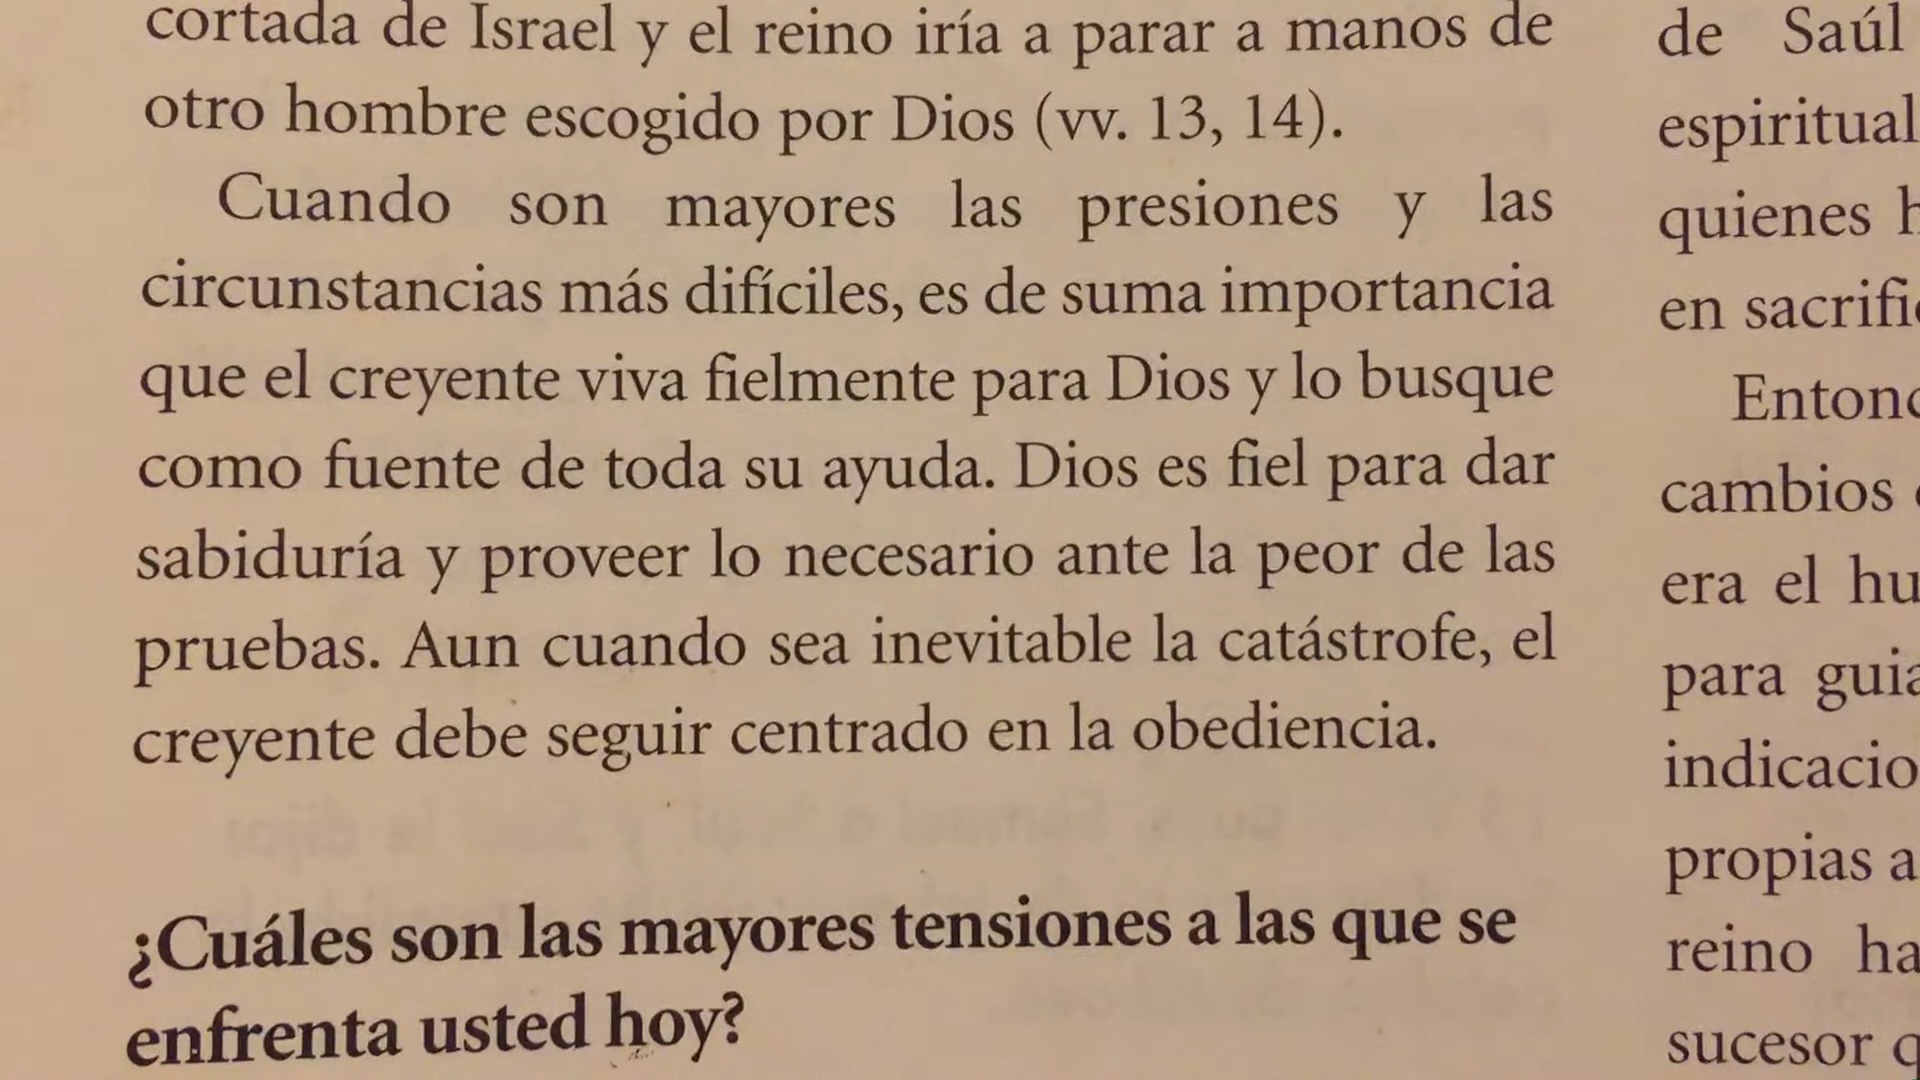 cortada de Israel y el reino iría a parar a manos de
otro hombre escogido por Dios (vv. 13, 14).
Cuando son mayores las presiones y las
circunstancias más difíciles, es de suma importancia
que el creyente viva fielmente para Dios y lo busque
como fuente de toda su ayuda. Dios es fiel para dar
sabiduría y proveer lo necesario ante la peor de las
pruebas. Aun cuando sea inevitable la catástrofe, el
creyente debe seguir centrado en la obediencia.
¿Cuáles son las mayores tensiones a las que se
enfrenta usted hoy?
de Saúl
espiritual
quienes
en
cambios
era el
para
propias
reino
sucesor